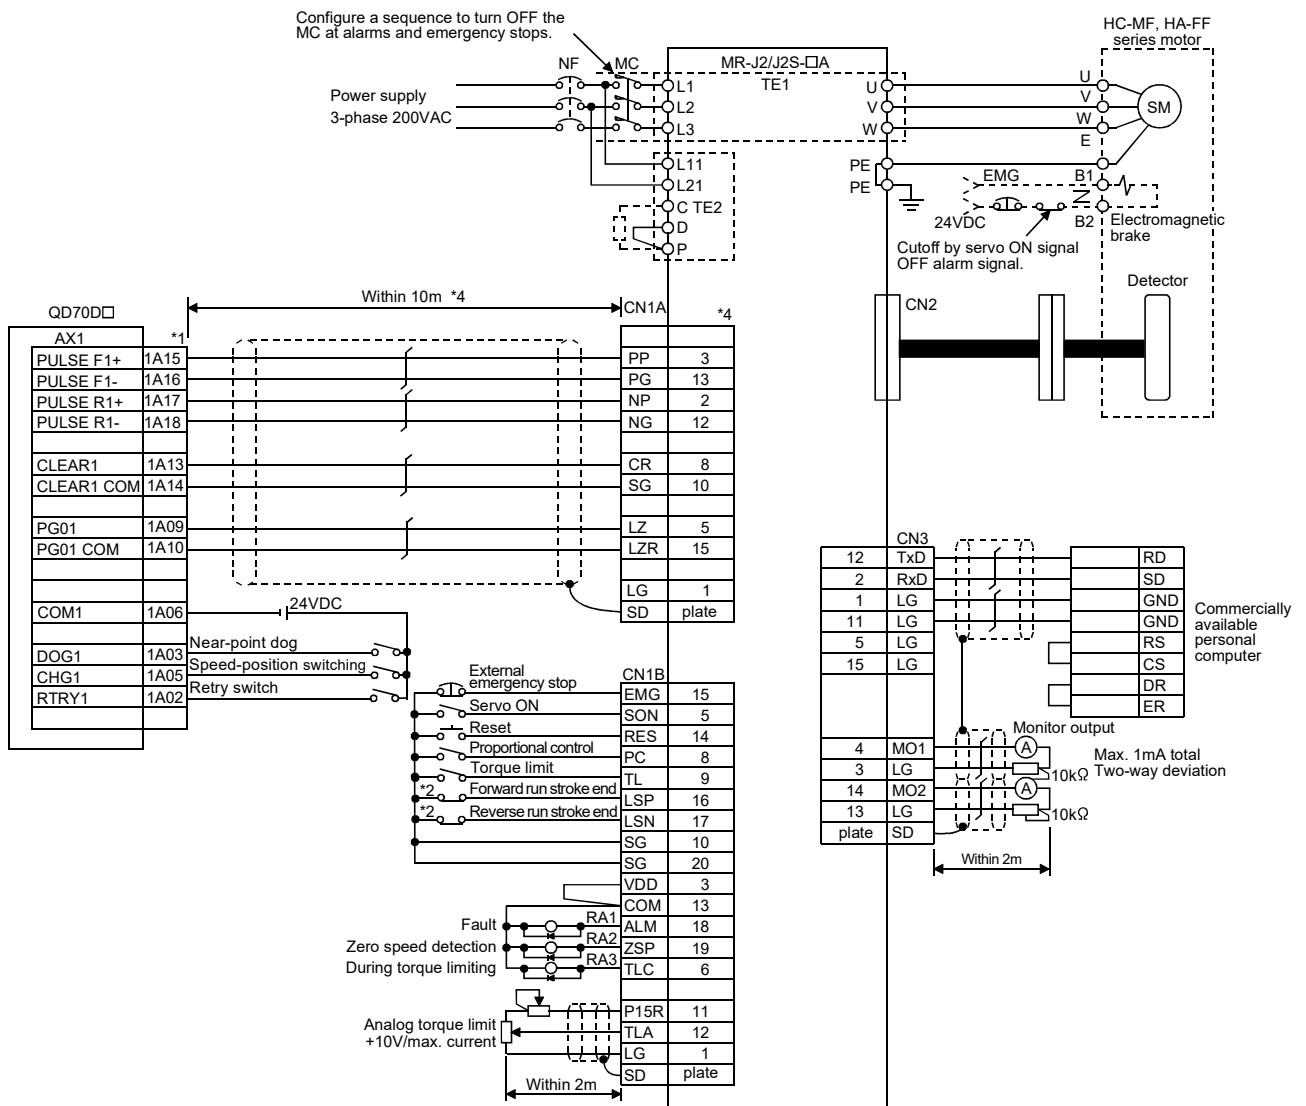 Configure a sequence to turn OFF the
MC at alarms and emergency stops.
NF
MC
Power supply
3-phase 200VAC
MR-J2/J2S-□A
TE1
L1
L2
L3
L11
L21
C TE2
D
P
U
V
W
PE
PE
HC-MF, HA-FF
series motor
U
V
W
E
SM
EMG
B1
24VDC
B2
Electromagnetic
brake
Cutoff by servo ON signal
OFF alarm signal.
Detector
CN2
QD70D□
Within 10m *4
CN1A
*4
AX1
*1
PULSE F1+ 1A15
PULSE F1- 1A16
PULSE R1+ 1A17
PULSE R1- 1A18
CLEAR1 1A13
CLEAR1 COM 1A14
PG01 1A09
PG01 COM 1A10
COM1 1A06
DOG1 1A03
CHG1 1A05
RTRY1 1A02
24VDC
Near-point dog
Speed-position switching
Retry switch
PP 3
PG 13
NP 2
NG 12
CR 8
SG 10
LZ 5
LZR 15
LG 1
SD plate
CN1B
External
emergency stop
EMG 15
Servo ON
SON 5
Reset
RES 14
Proportional control
PC 8
Torque limit
TL 9
*2 Forward run stroke end
LSP 16
*2 Reverse run stroke end
LSN 17
SG 10
SG 20
VDD 3
COM 13
Fault RA1 ALM 18
Zero speed detection RA2 ZSP 19
During torque limiting RA3 TLC 6
P15R 11
Analog torque limit
+10V/max. current
TLA 12
LG 1
SD plate
Within 2m
CN3
12 TxD
2 RxD
1 LG
11 LG
5 LG
15 LG
RD
SD
GND
GND
RS
CS
DR
ER
Commercially
available
personal
computer
Monitor output
4 MO1
A
3 LG
10kΩ
14 MO2
A
13 LG
10kΩ
plate SD
Max. 1mA total
Two-way deviation
Within 2m